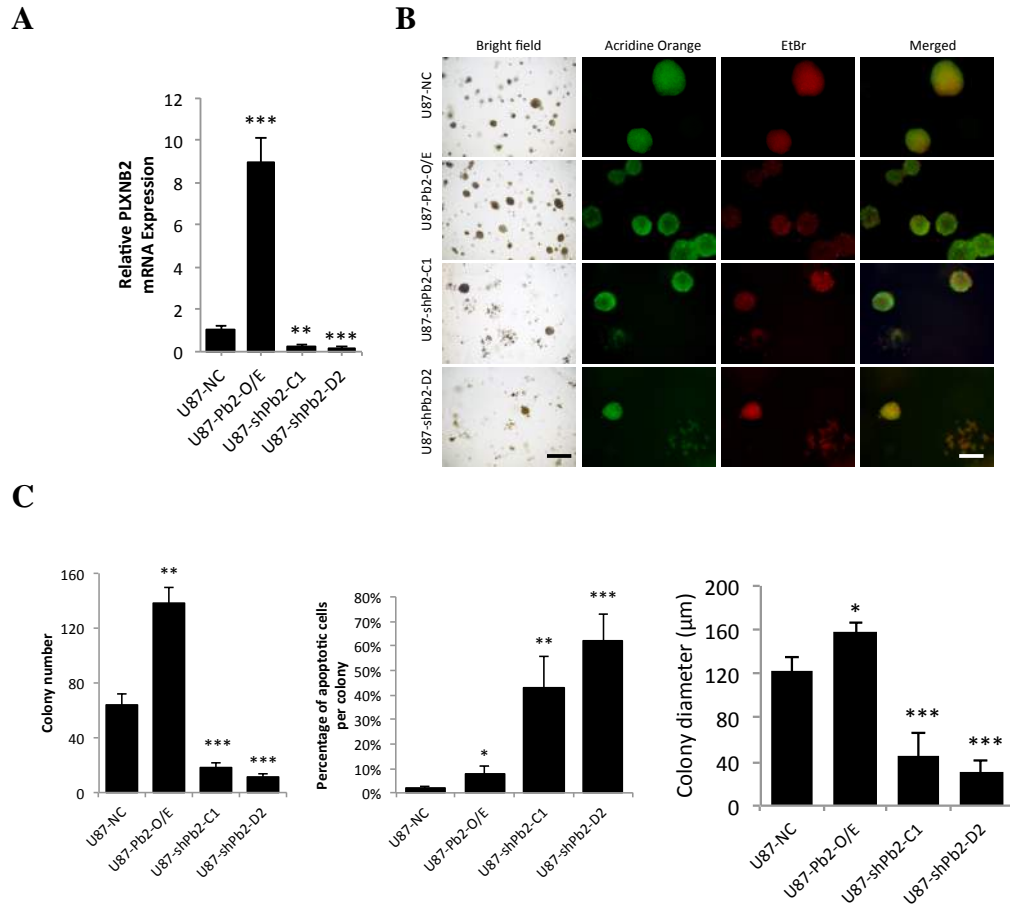 A
B
Bright field
Acridine Orange
EtBr
Merged
U87-NC
U87-Pb2-O/E
U87-shPb2-C1
U87-shPb2-D2
Relative PLXNB2
mRNA Expression
12
10
8
6
4
2
0
***
**
***
U87-NC
U87-Pb2-O/E
U87-shPb2-C1
U87-shPb2-D2
C
Colony number
160
120
80
40
0
**
***
***
U87-NC
U87-Pb2-O/E
U87-shPb2-C1
U87-shPb2-D2
Percentage of apoptotic cells
per colony
80%
70%
60%
50%
40%
30%
20%
10%
0%
*
**
***
U87-NC
U87-Pb2-O/E
U87-shPb2-C1
U87-shPb2-D2
Colony diameter (µm)
200
160
120
80
40
0
*
***
***
U87-NC
U87-Pb2-O/E
U87-shPb2-C1
U87-shPb2-D2